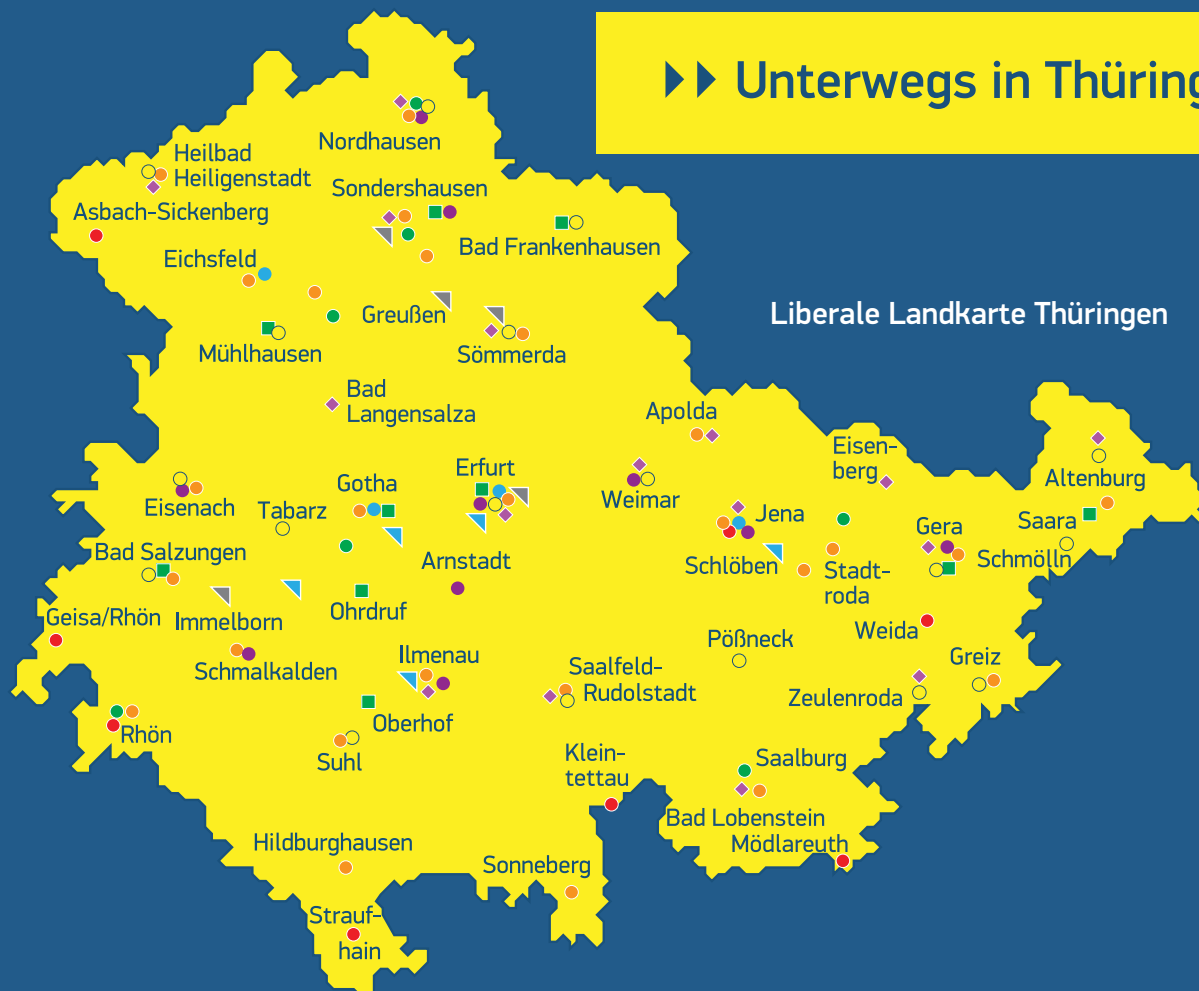 Unterwegs in Thüring
Nordhausen
Heilbad
Heiligenstadt
Sondershausen
Asbach-Sickenberg
Bad Frankenhausen
Eichsfeld
Greußen
Liberale Landkarte Thüringen
Mühlhausen
Sömmerda
Bad
Langensalza
Apolda
Eisen-
berg
Erfurt
Gotha
Altenburg
Weimar
Eisenach
Tabarz
Jena
Saara
Gera
Bad Salzungen
Schmölln
Arnstadt
Schlöben
Stadt-
roda
Ohrdruf
Geisa/Rhön
Immelborn
Weida
Pößneck
Ilmenau
Greiz
Schmalkalden
Saalfeld-
Rudolstadt
Zeulenroda
Oberhof
Rhön
Suhl
Klein-
tettau
Saalburg
Bad Lobenstein
Mödlareuth
Hildburghausen
Sonneberg
Strauf-
hain